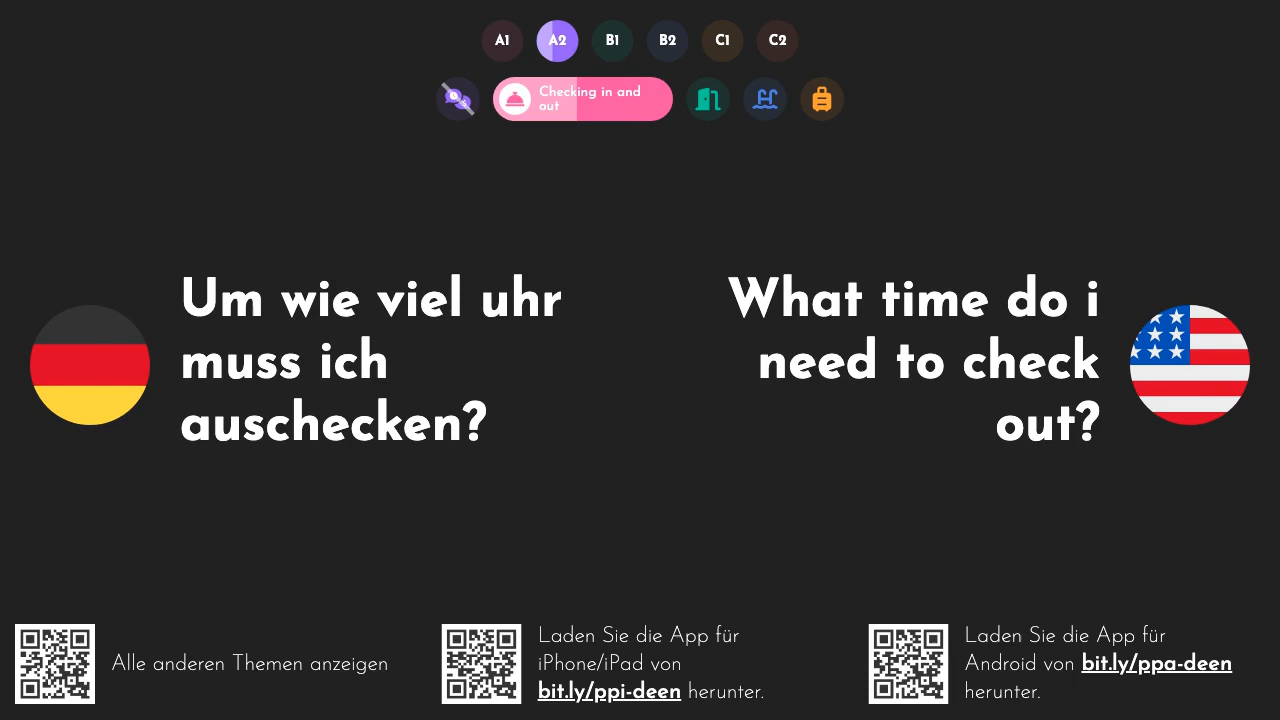 A1 A2 B1 B2 C1 C2
Checking in and
out
Um wie viel uhr
muss ich
auschecken?
What time do i
need to check
out?
Alle anderen Themen anzeigen
Laden Sie die App für
iPhone/iPad von
bit.ly/ppi-deen herunter.
Laden Sie die App für
Android von bit.ly/ppa-deen
herunter.